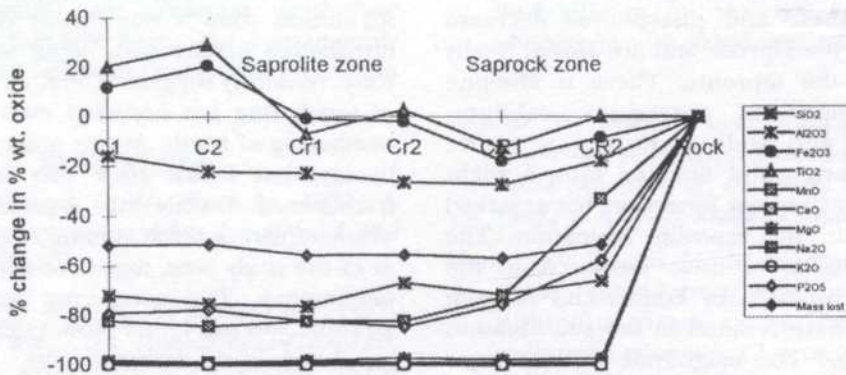 40
20
0
-20
-40
-60
-80
-100
% change in % wt. oxide
Saprolite zone
Saprock zone
C1
C2
Cr1
Cr2
CR
CR2
Rock
SiO2
Al2O3
Fe2O3
TiO2
MnO
CaO
MgO
Na2O
K2O
P2O5
Mass lost